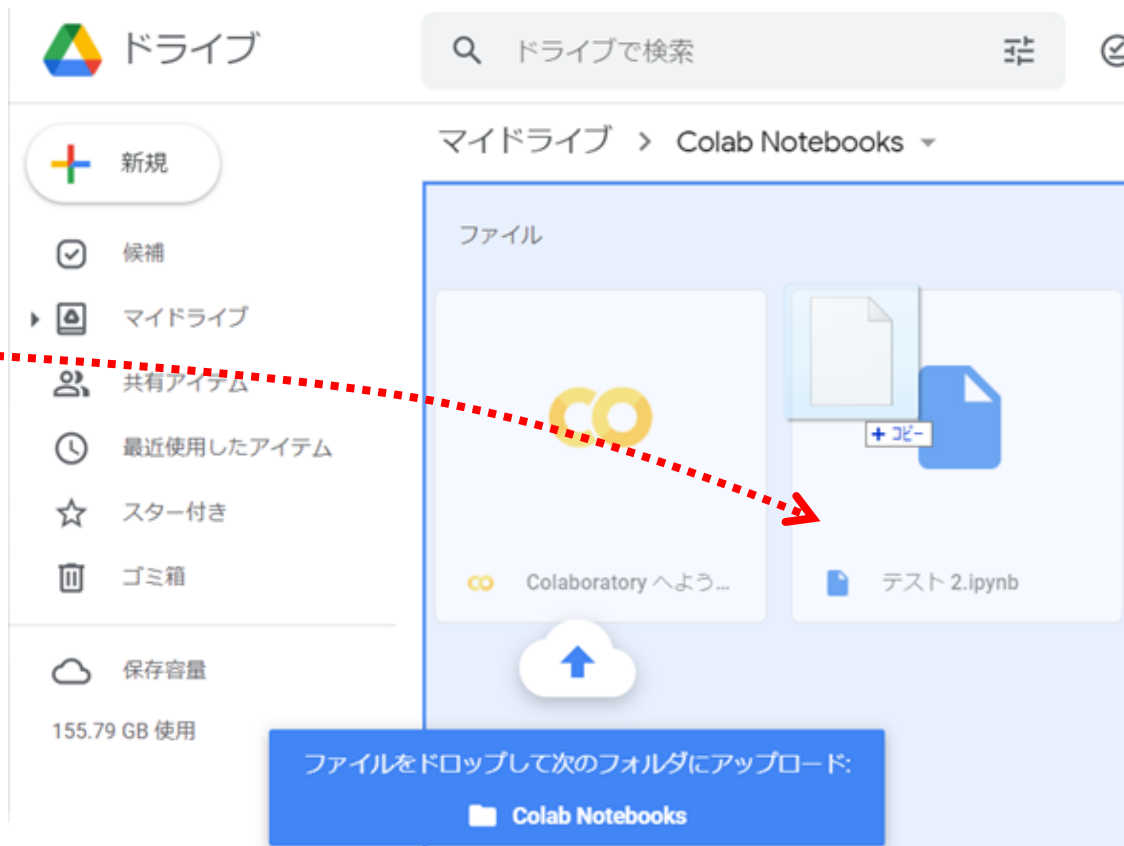 ドライブ
ドライブで検索
新規
マイドライブ > Colab Notebooks
候補
マイドライブ
共有アイテム
最近使用したアイテム
スター付き
ゴミ箱
保存容量
155.79 GB 使用
ファイル
+ コピー
Colaboratory へよう...
テスト 2.ipynb
ファイルをドロップして次のフォルダにアップロード:
Colab Notebooks